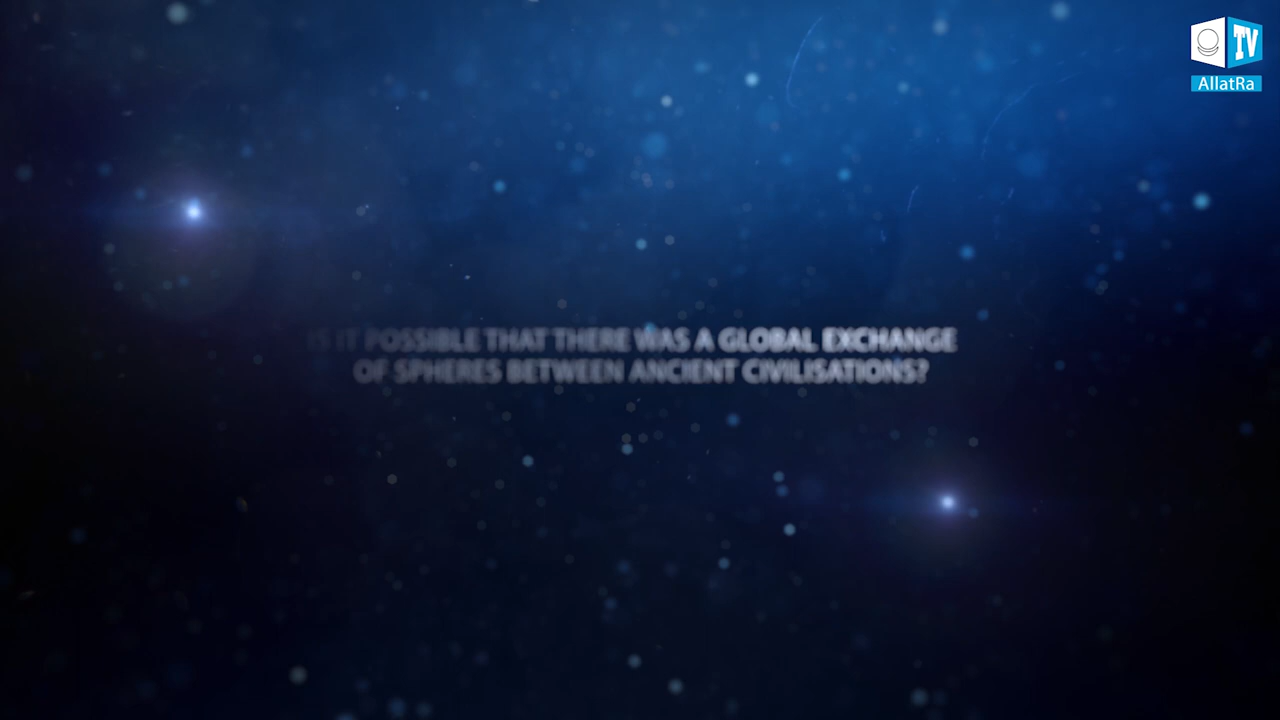 TV
AllatRa
IS IT POSSIBLE THAT THERE WAS A GLOBAL EXCHANGE
OF SPHERES BETWEEN ANCIENT CIVILISATIONS?